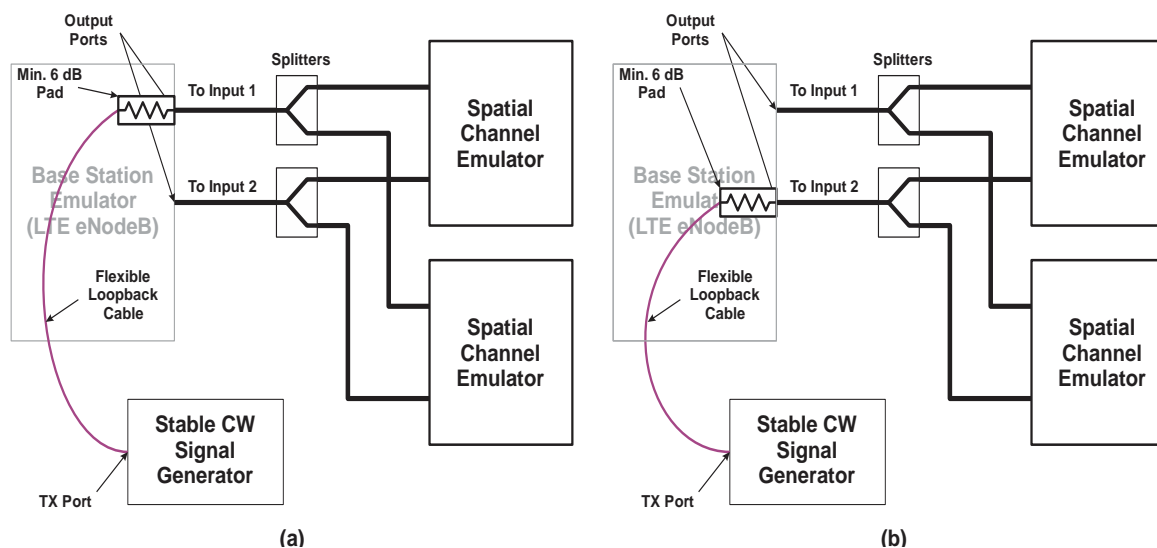 Output
Ports
Min. 6 dB
Pad
To Input 1
Splitters
Spatial
Channel
Emulator
Base Station
Emulator
(LTE eNodeB)
To Input 2
Flexible
Loopback
Cable
Spatial
Channel
Emulator
Stable CW
Signal
Generator
TX Port
(a)
Output
Ports
Min. 6 dB
Pad
To Input 1
Splitters
Spatial
Channel
Emulator
Base Station
Emulat
(LTE eNodeB)
To Input 2
Flexible
Loopback
Cable
Spatial
Channel
Emulator
Stable CW
Signal
Generator
TX Port
(b)